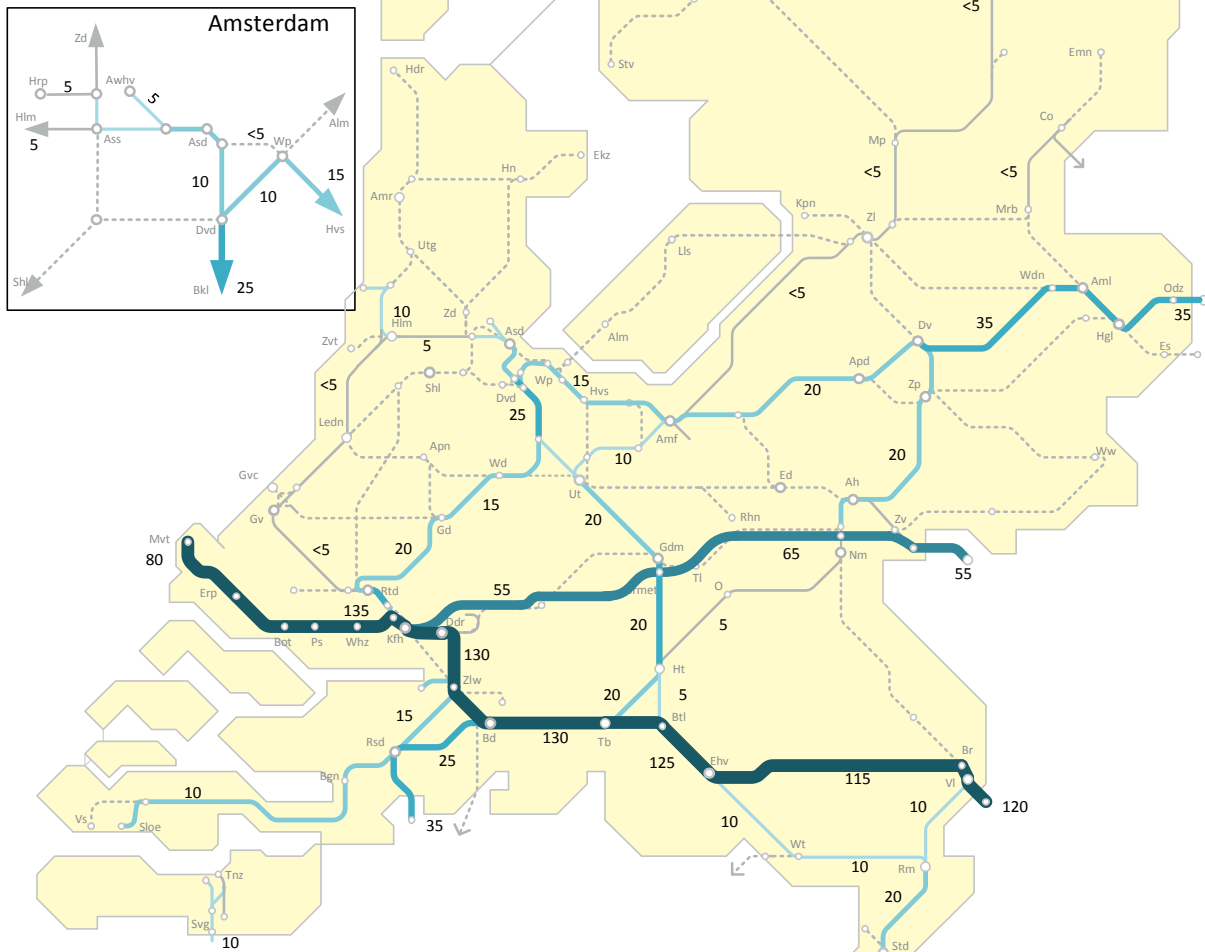 Amsterdam
Zd
Hrp
5
Awhv
5
Hlm
5
Ass
Asd
<5
Wp
Alm
10
10
15
Hvs
Dvd
Shl
Bkl
25
<5
Stv
Emn
Hdr
Co
Mp
Ekz
Hn
<5
<5
Amr
Kpn
Zl
Mrb
Utg
Lls
Wdn
Aml
Odz
<5
10
Zd
35
35
Hlm
Asd
Alm
Dv
Hgl
Zvt
5
Es
<5
Shl
Wp
15
Apd
Dvd
Hvs
20
Zp
25
Ledn
Amf
Apn
10
20
Ww
Gvc
Wd
Ed
Ut
Ah
Gv
15
20
Rhn
Zv
Gd
Mvt
<5
20
Gdm
65
Nm
80
Tl
55
Erp
Rtd
55
rmet
O
135
Ddr
20
5
Bot
Ps
Whz
Kfh
130
Ht
Zlw
15
20
5
Btl
Rsd
Bd
130
Tb
25
125
Br
Bgn
Ehv
115
Vl
10
10
120
Vs
Sloe
35
10
Wt
10
Rm
Tnz
20
Svg
10
Std